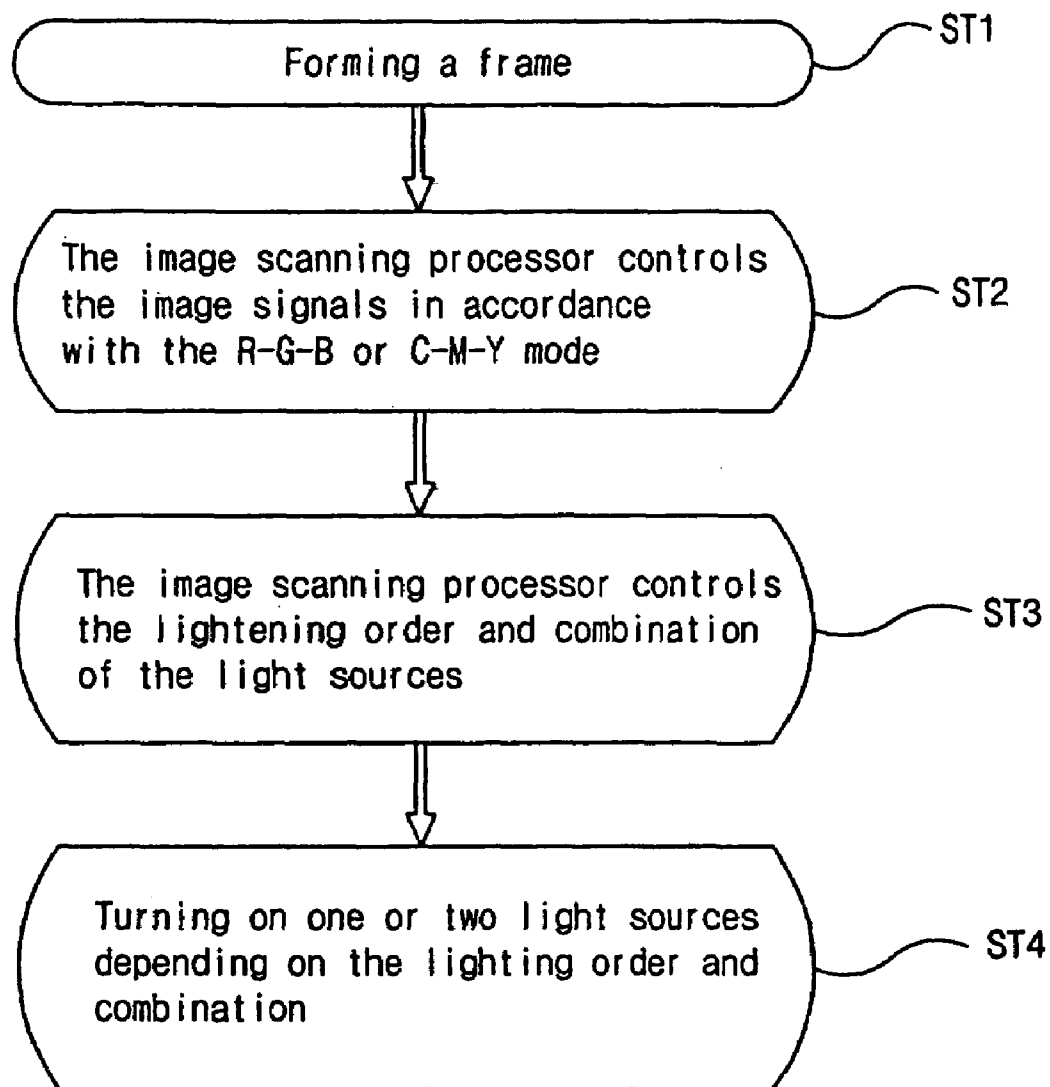 Forming a frame
ST1
The image scanning processor controls
the image signals in accordance
with the R-G-B or C-M-Y mode
ST2
The image scanning processor controls
the lightening order and combination
of the light sources
ST3
Turning on one or two light sources
depending on the lighting order and
combination
ST4